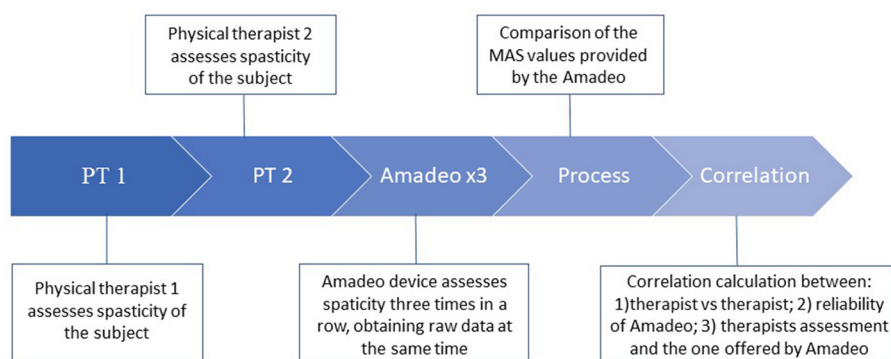 Physical therapist 2
assesses spasticity
of the subject
Comparison of the
MAS values provided
by the Amadeo
PT 1
PT 2
Amadeo x3
Process
Correlation
Physical therapist 1
assesses spasticity of
the subject
Amadeo device assesses
spaticity three times in a
row, obtaining raw data at
the same time
Correlation calculation between:
1)therapist vs therapist; 2) reliability
of Amadeo; 3) therapists assessment
and the one offered by Amadeo